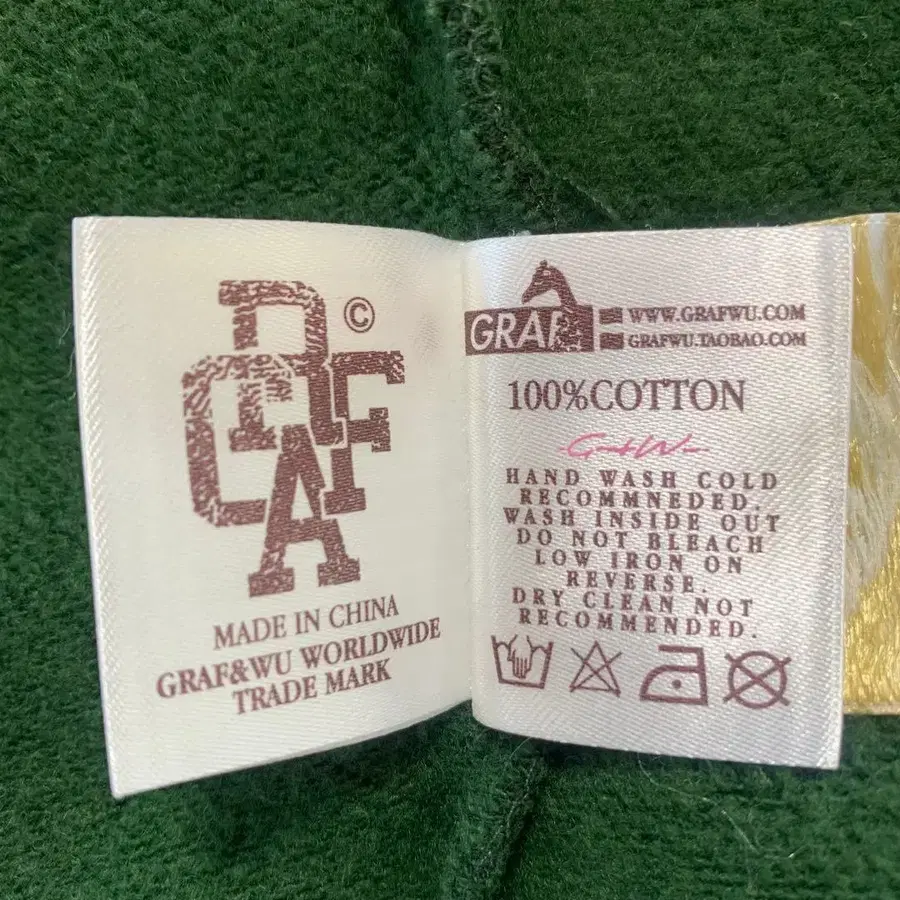 GRAF
©
MADE IN CHINA
GRAF&WU WORLDWIDE
TRADE MARK
GRAF
WWW.GRAFWU.COM
GRAFWU.TAOBAO.COM
100%COTTON
G+W
HAND WASH COLD
RECOMMNEDED.
WASH INSIDE OUT
DO NOT BLEACH
LOW IRON ON
REVERSE.
DRY CLEAN NOT
RECOMMENDED.